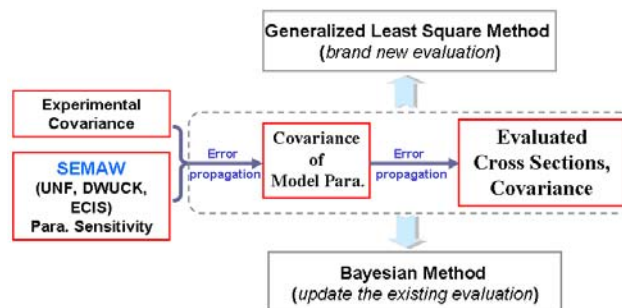 Generalized Least Square Method
(brand new evaluation)
Experimental
Covariance
SEMAW
(UNF, DWUCK,
ECIS)
Para. Sensitivity
Error
propagation
Covariance
of
Model Para.
Error
propagation
Evaluated
Cross Sections,
Covariance
Bayesian Method
(update the existing evaluation)